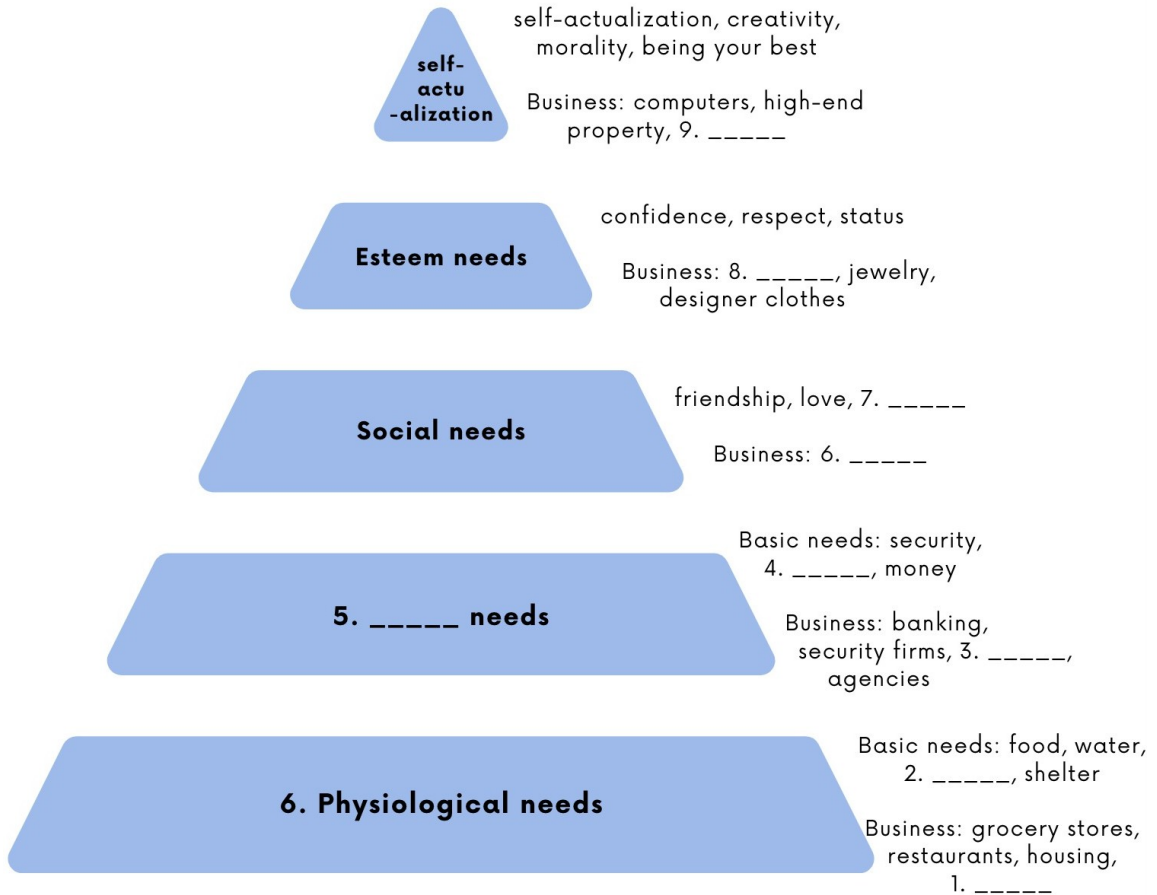 self-
actu
-alization
self-actualization, creativity,
morality, being your best
Business: computers, high-end
property, 9. _____
Esteem needs
confidence, respect, status
Business: 8. _____, jewelry,
designer clothes
Social needs
friendship, love, 7. _____
Business: 6. _____
5. _____ needs
Basic needs: security,
4. _____, money
Business: banking,
security firms, 3. _____,
agencies
6. Physiological needs
Basic needs: food, water,
2. _____, shelter
Business: grocery stores,
restaurants, housing,
1. _____